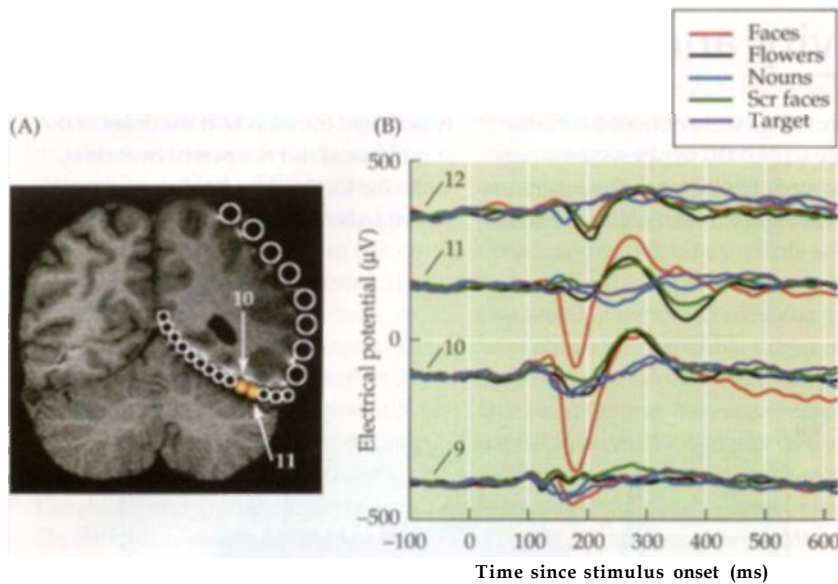 Faces
Flowers
Nouns
Scr faces
Target
(A)
(B)
10
11
Electrical potential (µV)
500
0
–500
12
11
10
9
-100
0
100
200
300
400
500
600
Time since stimulus onset (ms)